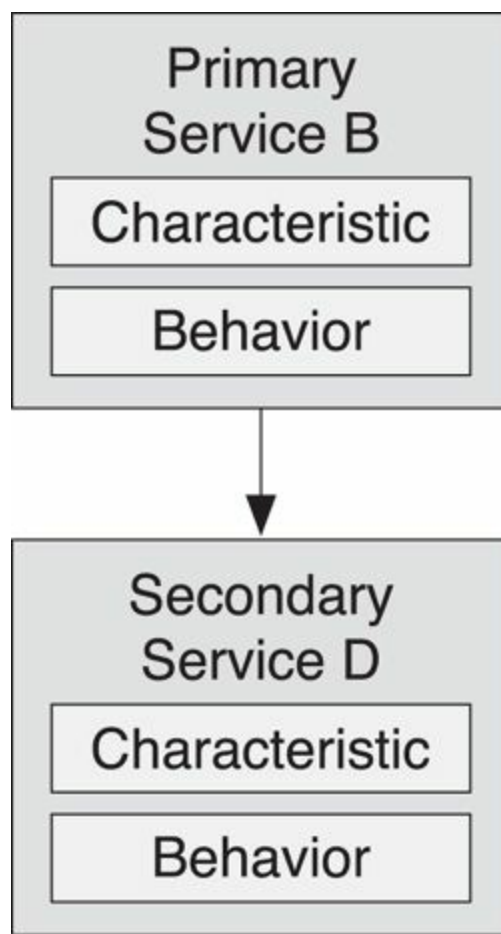 Primary
Service B
Characteristic
Behavior
Secondary
Service D
Characteristic
Behavior